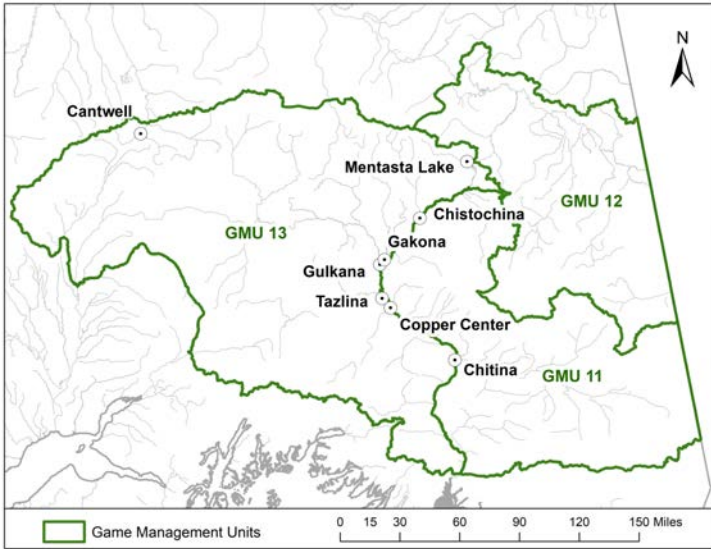 N
Cantwell
Mentasta Lake
Chistochina
GMU 12
GMU 13
Gakona
Gulkana
Tazlina
Copper Center
Chitina
GMU 11
Game Management Units
0 15 30 60 90 120 150 Miles